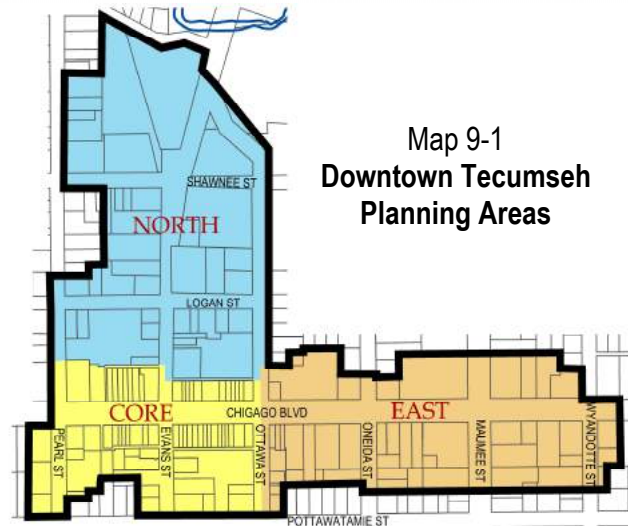 Map 9-1
Downtown Tecumseh
Planning Areas
SHAWNEE ST
NORTH
LOGAN ST
CORE
CHIGAGO BLVD
EAST
PEARL ST
EVANS ST
OTTAWA ST
ONEIDA ST
MAUMEE ST
WYANDOTTE ST
POTTAWATAMIE ST